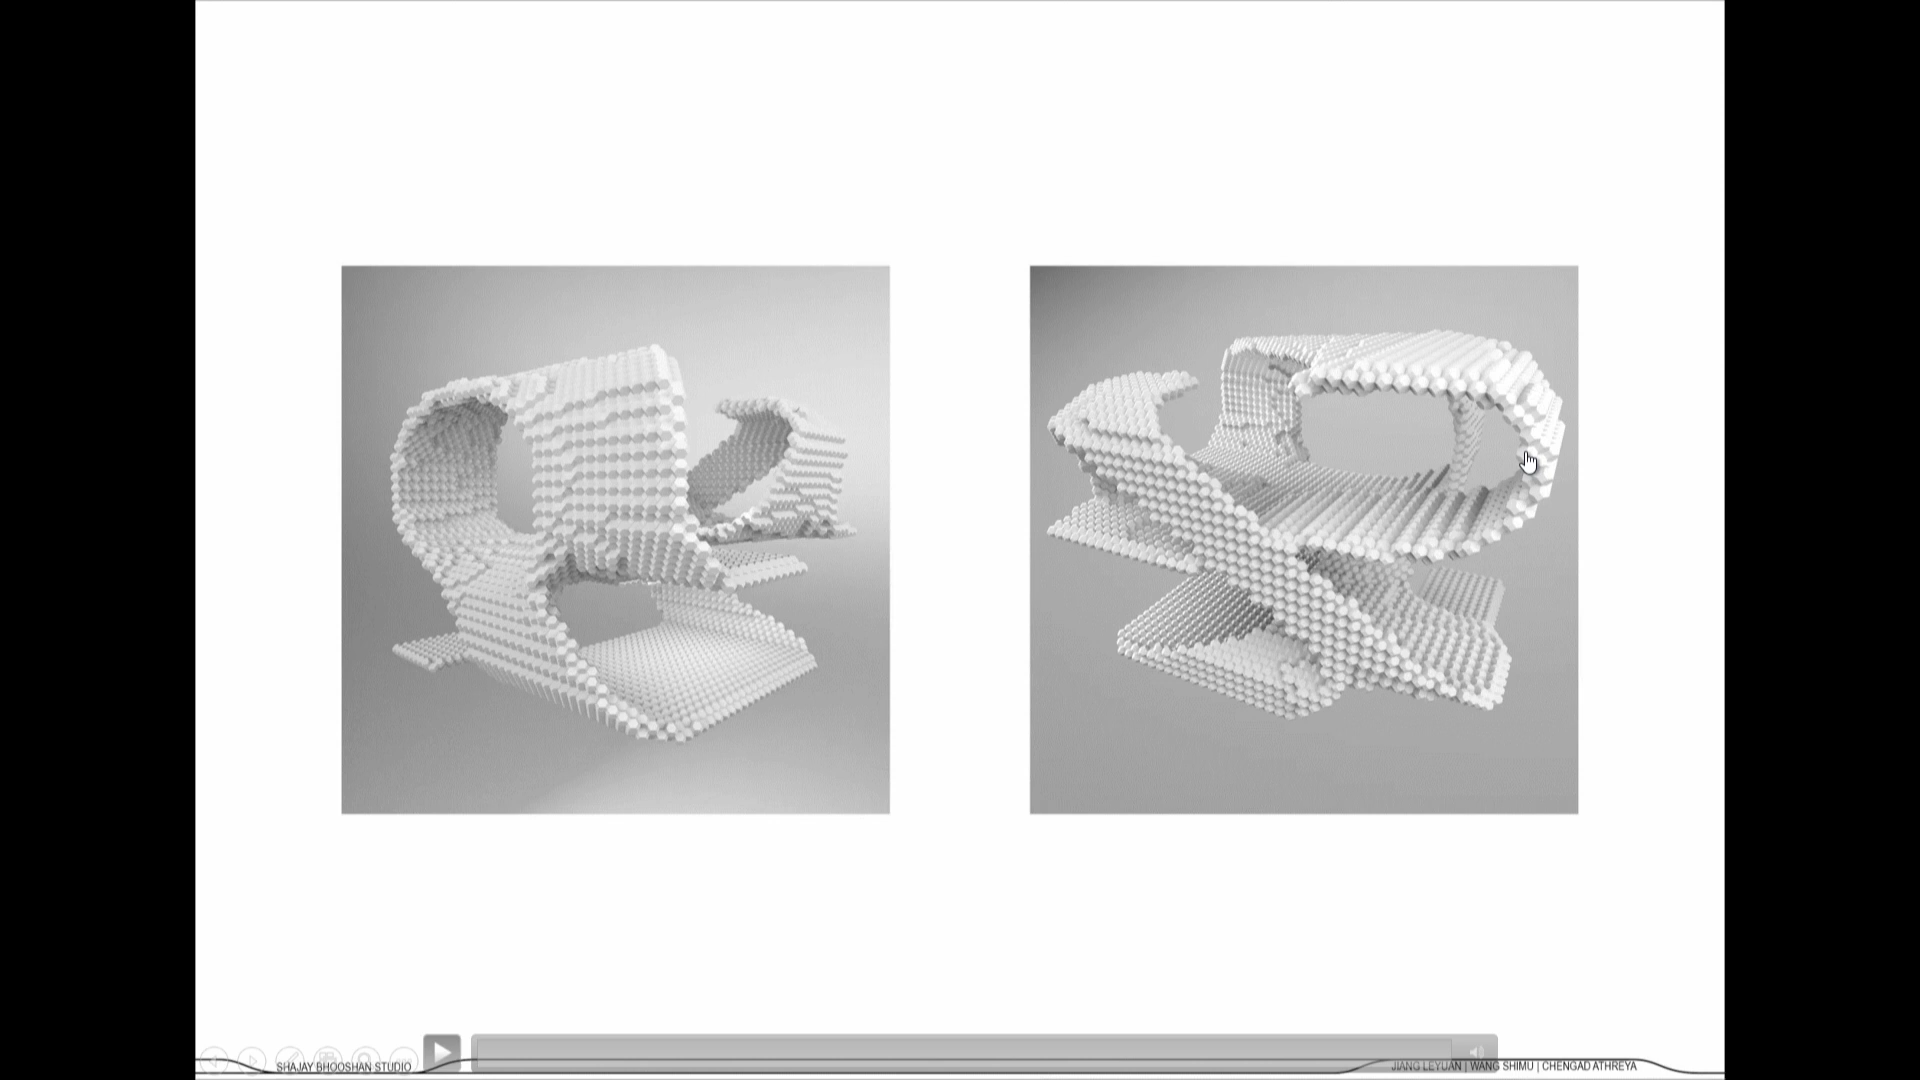 SHAJAY BHOOSHAN STUDIO
JIANG LEYUAN | WANG SHIMU | CHENGAD ATHREYA